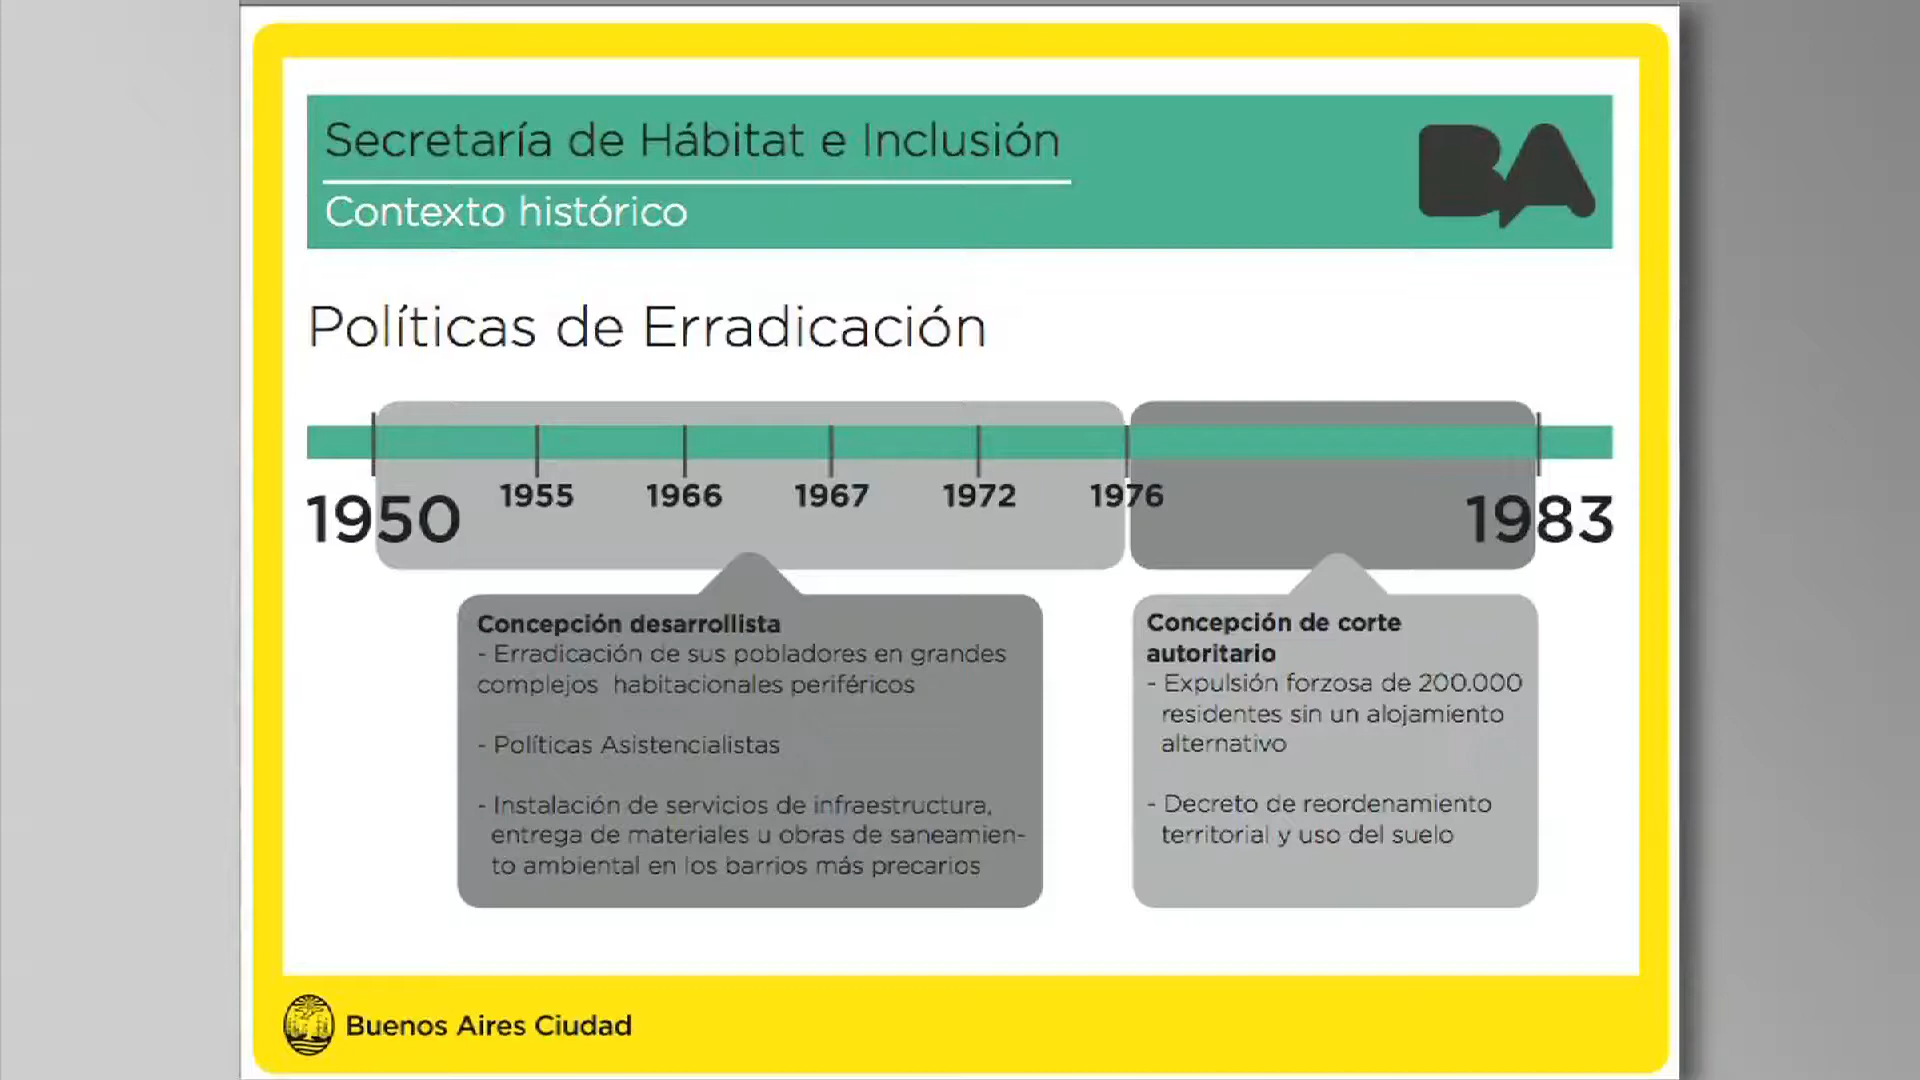 Secretaría de Hábitat e Inclusión
Contexto histórico
BA
Políticas de Erradicación
1950
1955
1966
1967
1972
1976
1983
Concepción desarrollista
- Erradicación de sus pobladores en grandes
complejos habitacionales periféricos
- Políticas Asistencialistas
- Instalación de servicios de infraestructura,
entrega de materiales u obras de saneamien-
to ambiental en los barrios más precarios
Concepción de corte
autoritario
- Expulsión forzosa de 200.000
residentes sin un alojamiento
alternativo
- Decreto de reordenamiento
territorial y uso del suelo
Buenos Aires Ciudad